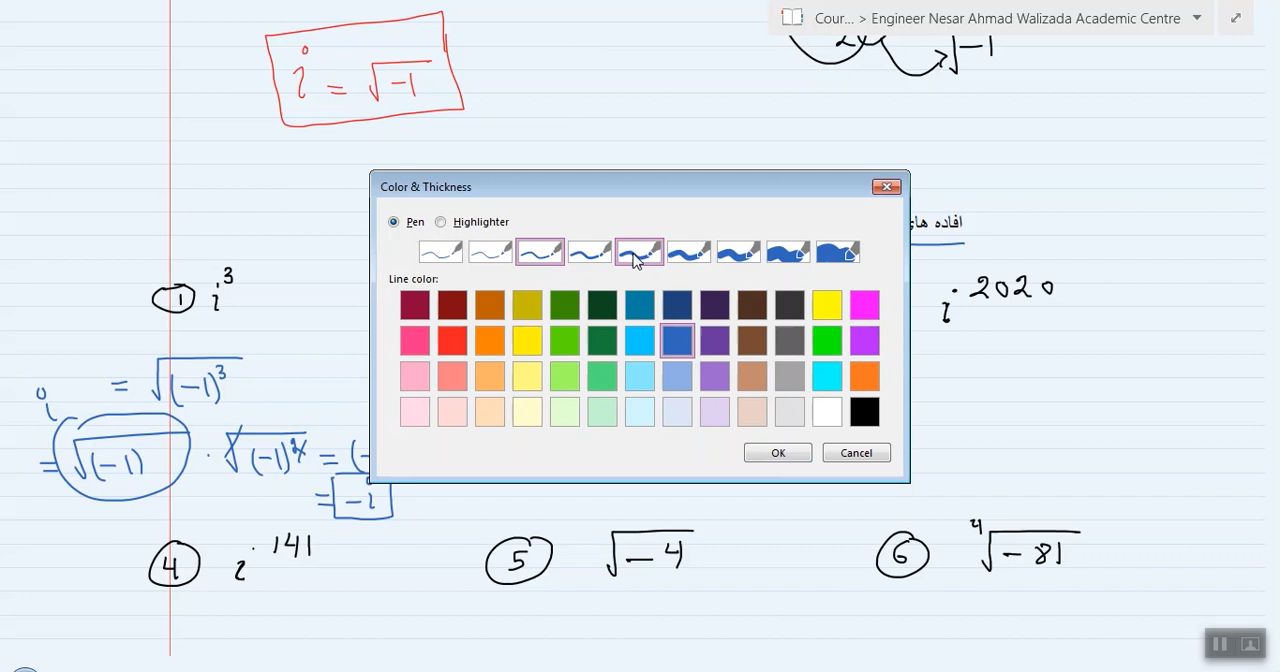 Cour... > Engineer Nesar Ahmad Walizada Academic Centre
i = √-1
√-1
Color & Thickness
Pen Highlighter
افاده های
Line color:
① i³
i²⁰²⁰
= √(-1)³
i
= √(-1) · √(-1)² = (-
= -i
OK Cancel
④ i¹⁴¹
⑤ √-4
⑥ ⁴√-81